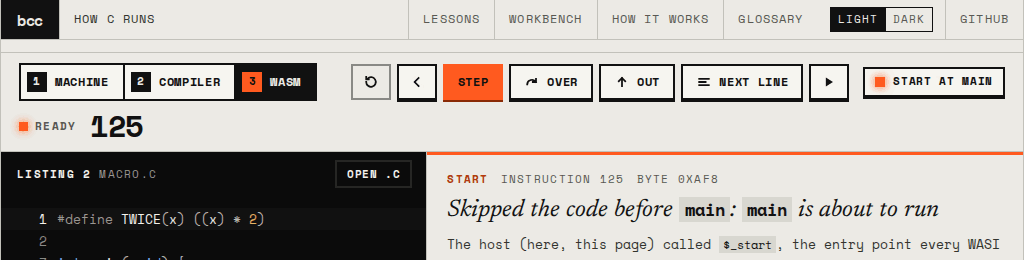 bcc HOW C RUNS LESSONS WORKBENCH HOW IT WORKS GLOSSARY LIGHT DARK GITHUB
1 MACHINE 2 COMPILER 3 WASM STEP OVER OUT NEXT LINE START AT MAIN
READY 125
LISTING 2 MACRO.C OPEN .C
START INSTRUCTION 125 BYTE 0XAF8
Skipped the code before main: main is about to run
The host (here, this page) called $_start, the entry point every WASI
1 #define TWICE(x) ((x) * 2)
2